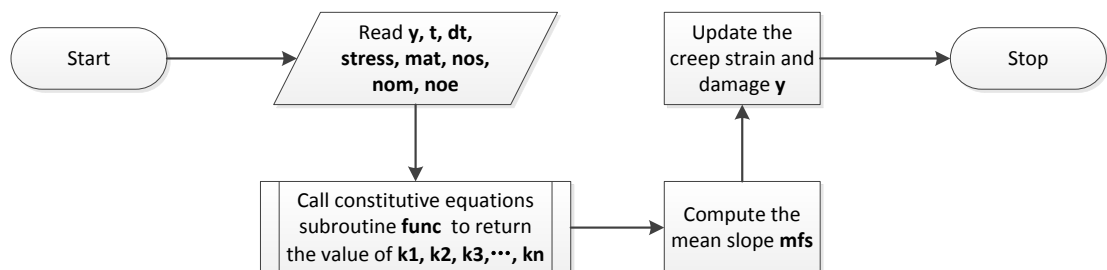 Start
Read y, t, dt,
stress, mat, nos,
nom, noe
Call constitutive equations
subroutine func to return
the value of k1, k2, k3,⋯, kn
Compute the
mean slope mfs
Update the
creep strain and
damage y
Stop